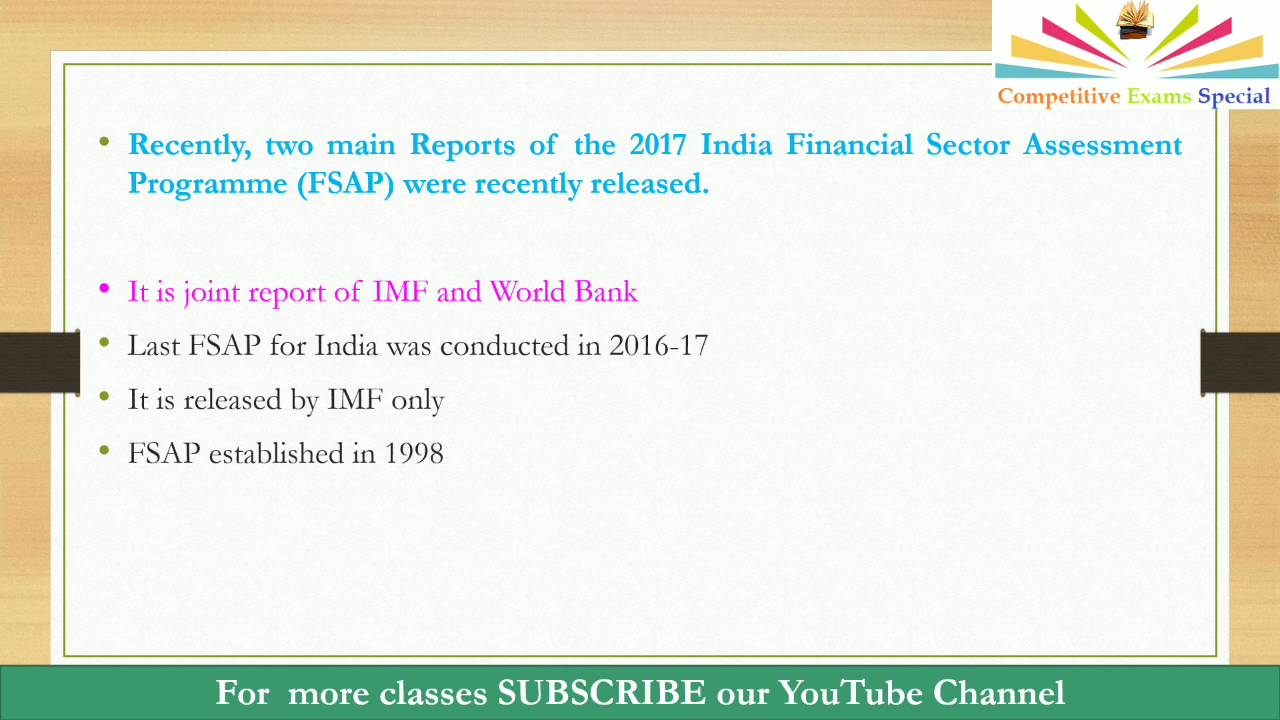 Competitive Exams Special
• Recently, two main Reports of the 2017 India Financial Sector Assessment
Programme (FSAP) were recently released.
• It is joint report of IMF and World Bank
• Last FSAP for India was conducted in 2016-17
• It is released by IMF only
• FSAP established in 1998
For more classes SUBSCRIBE our YouTube Channel